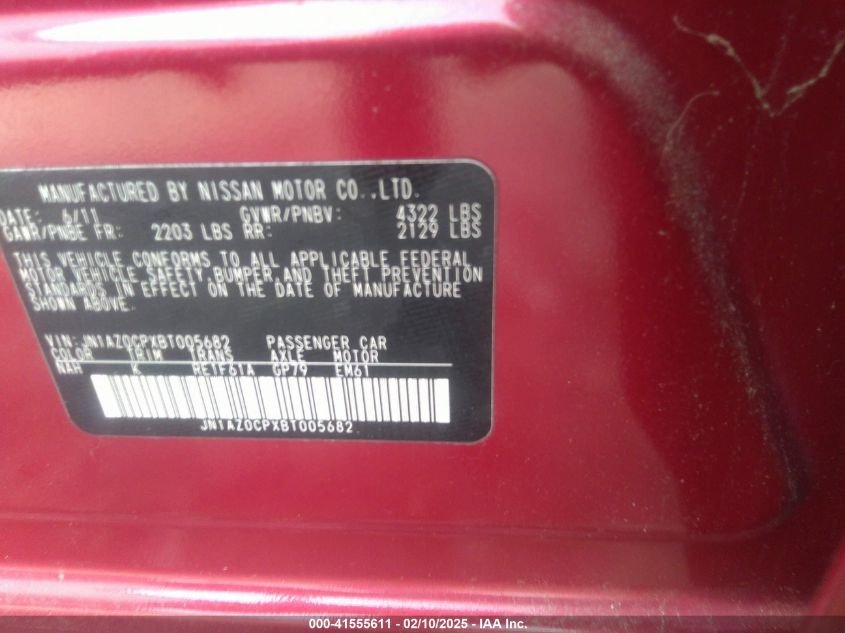 MANUFACTURED BY NISSAN MOTOR CO.,LTD.
DATE: 6/11 GVWR/PNBV: 4322 LBS
GAWR/PNBE FR: 2203 LBS RR: 2129 LBS
THIS VEHICLE CONFORMS TO ALL APPLICABLE FEDERAL
MOTOR VEHICLE SAFETY,BUMPER,AND THEFT PREVENTION
STANDARDS IN EFFECT ON THE DATE OF MANUFACTURE
SHOWN ABOVE.
VIN:JN1AZ0CPXBT005682 PASSENGER CAR
COLOR TRIM TRANS AXLE MOTOR
NAH K RE1F61A GP79 EM61
JN1AZ0CPXBT005682
000-41555611 - 02/10/2025 - IAA Inc.